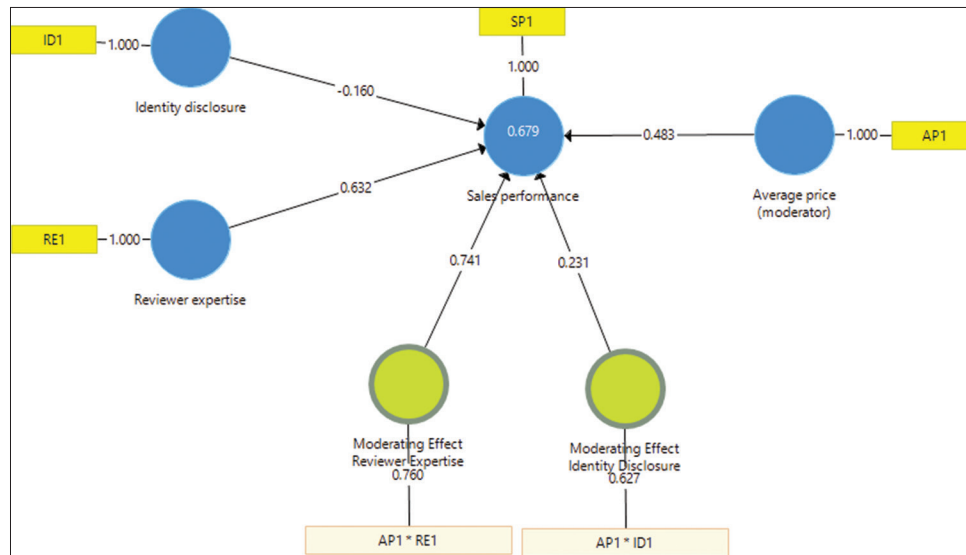 SP1
ID1
1.000
1.000
-0.160
Identity disclosure
0.679
0.483
1.000
AP1
0.632
Sales performance
Average price
(moderator)
RE1
1.000
Reviewer expertise
0.741
0.231
Moderating Effect
Reviewer Expertise
0.760
Moderating Effect
Identity Disclosure
0.627
AP1 * RE1
AP1 * ID1